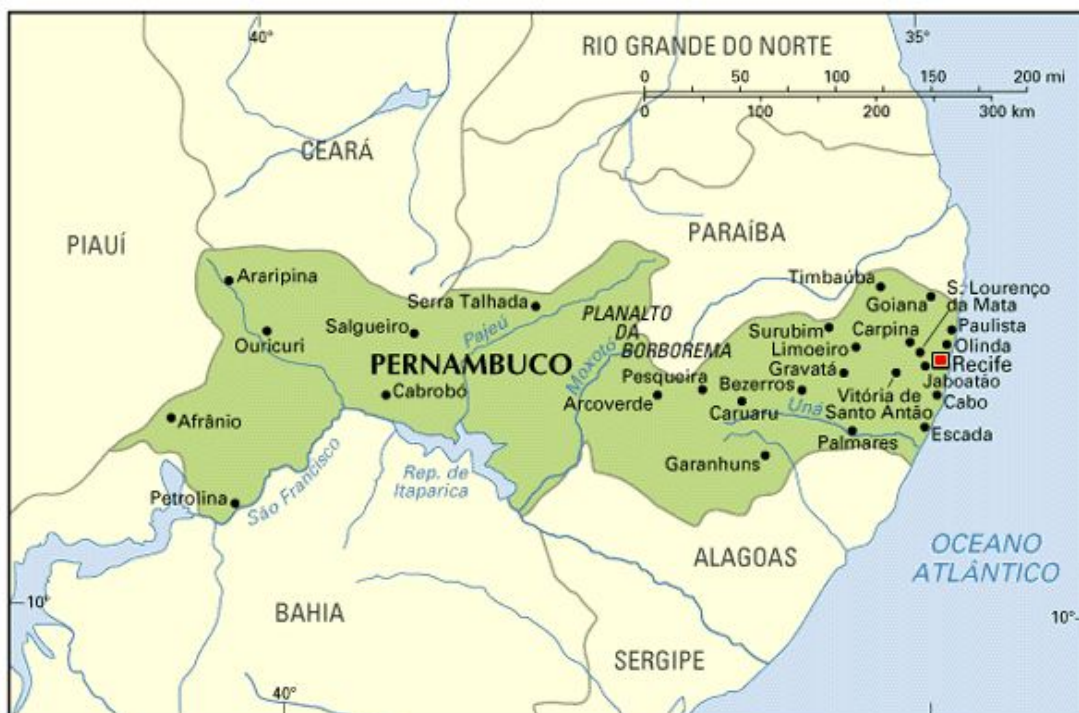 40°
35°
RIO GRANDE DO NORTE
0 50 100 150 200 mi
100 200 300 km
CEARÁ
PIAUÍ
PARAÍBA
Araripina
Timbaúba
S. Lourenço
da Mata
Goiana
Serra Talhada
PLANALTO
DA
BORBOREMA
Pajeú
Salgueiro
Surubim
Carpina
Paulista
Ouricuri
Limoeiro
Olinda
PERNAMBUCO
Moxotó
Gravatá
Recife
Pesqueira
Bezerros
Jaboatão
Cabrobó
Arcoverde
Vitória de
Santo Antão
Cabo
Caruaru
Uná
Afrânio
Palmares
Escada
Garanhuns
Rep. de
Itaparica
Petrolina
São Francisco
OCEANO
ATLÂNTICO
ALAGOAS
10°
BAHIA
10°
SERGIPE
40°